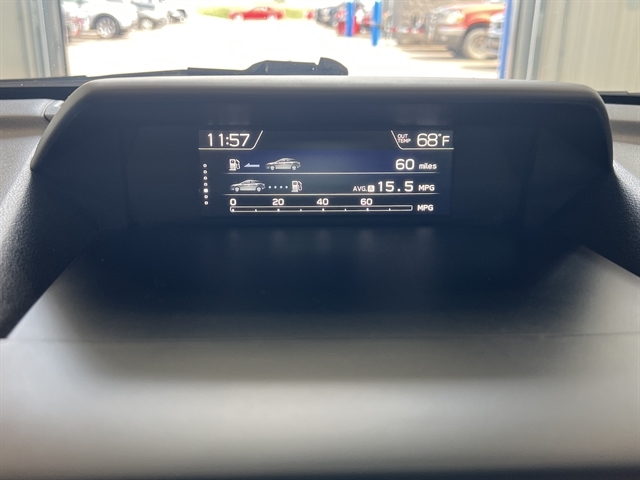 11:57
OUT TEMP 68°F
60 miles
AVG. A 15.5 MPG
0 20 40 60 MPG